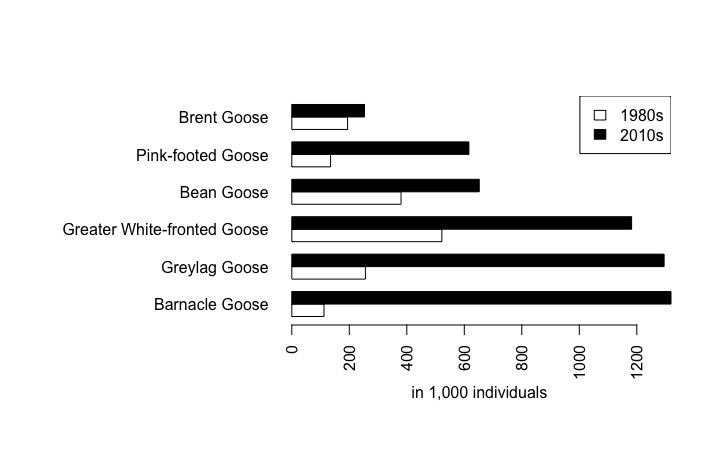 1980s
2010s
Brent Goose
Pink-footed Goose
Bean Goose
Greater White-fronted Goose
Greylag Goose
Barnacle Goose
0
200
400
600
800
1000
1200
in 1,000 individuals